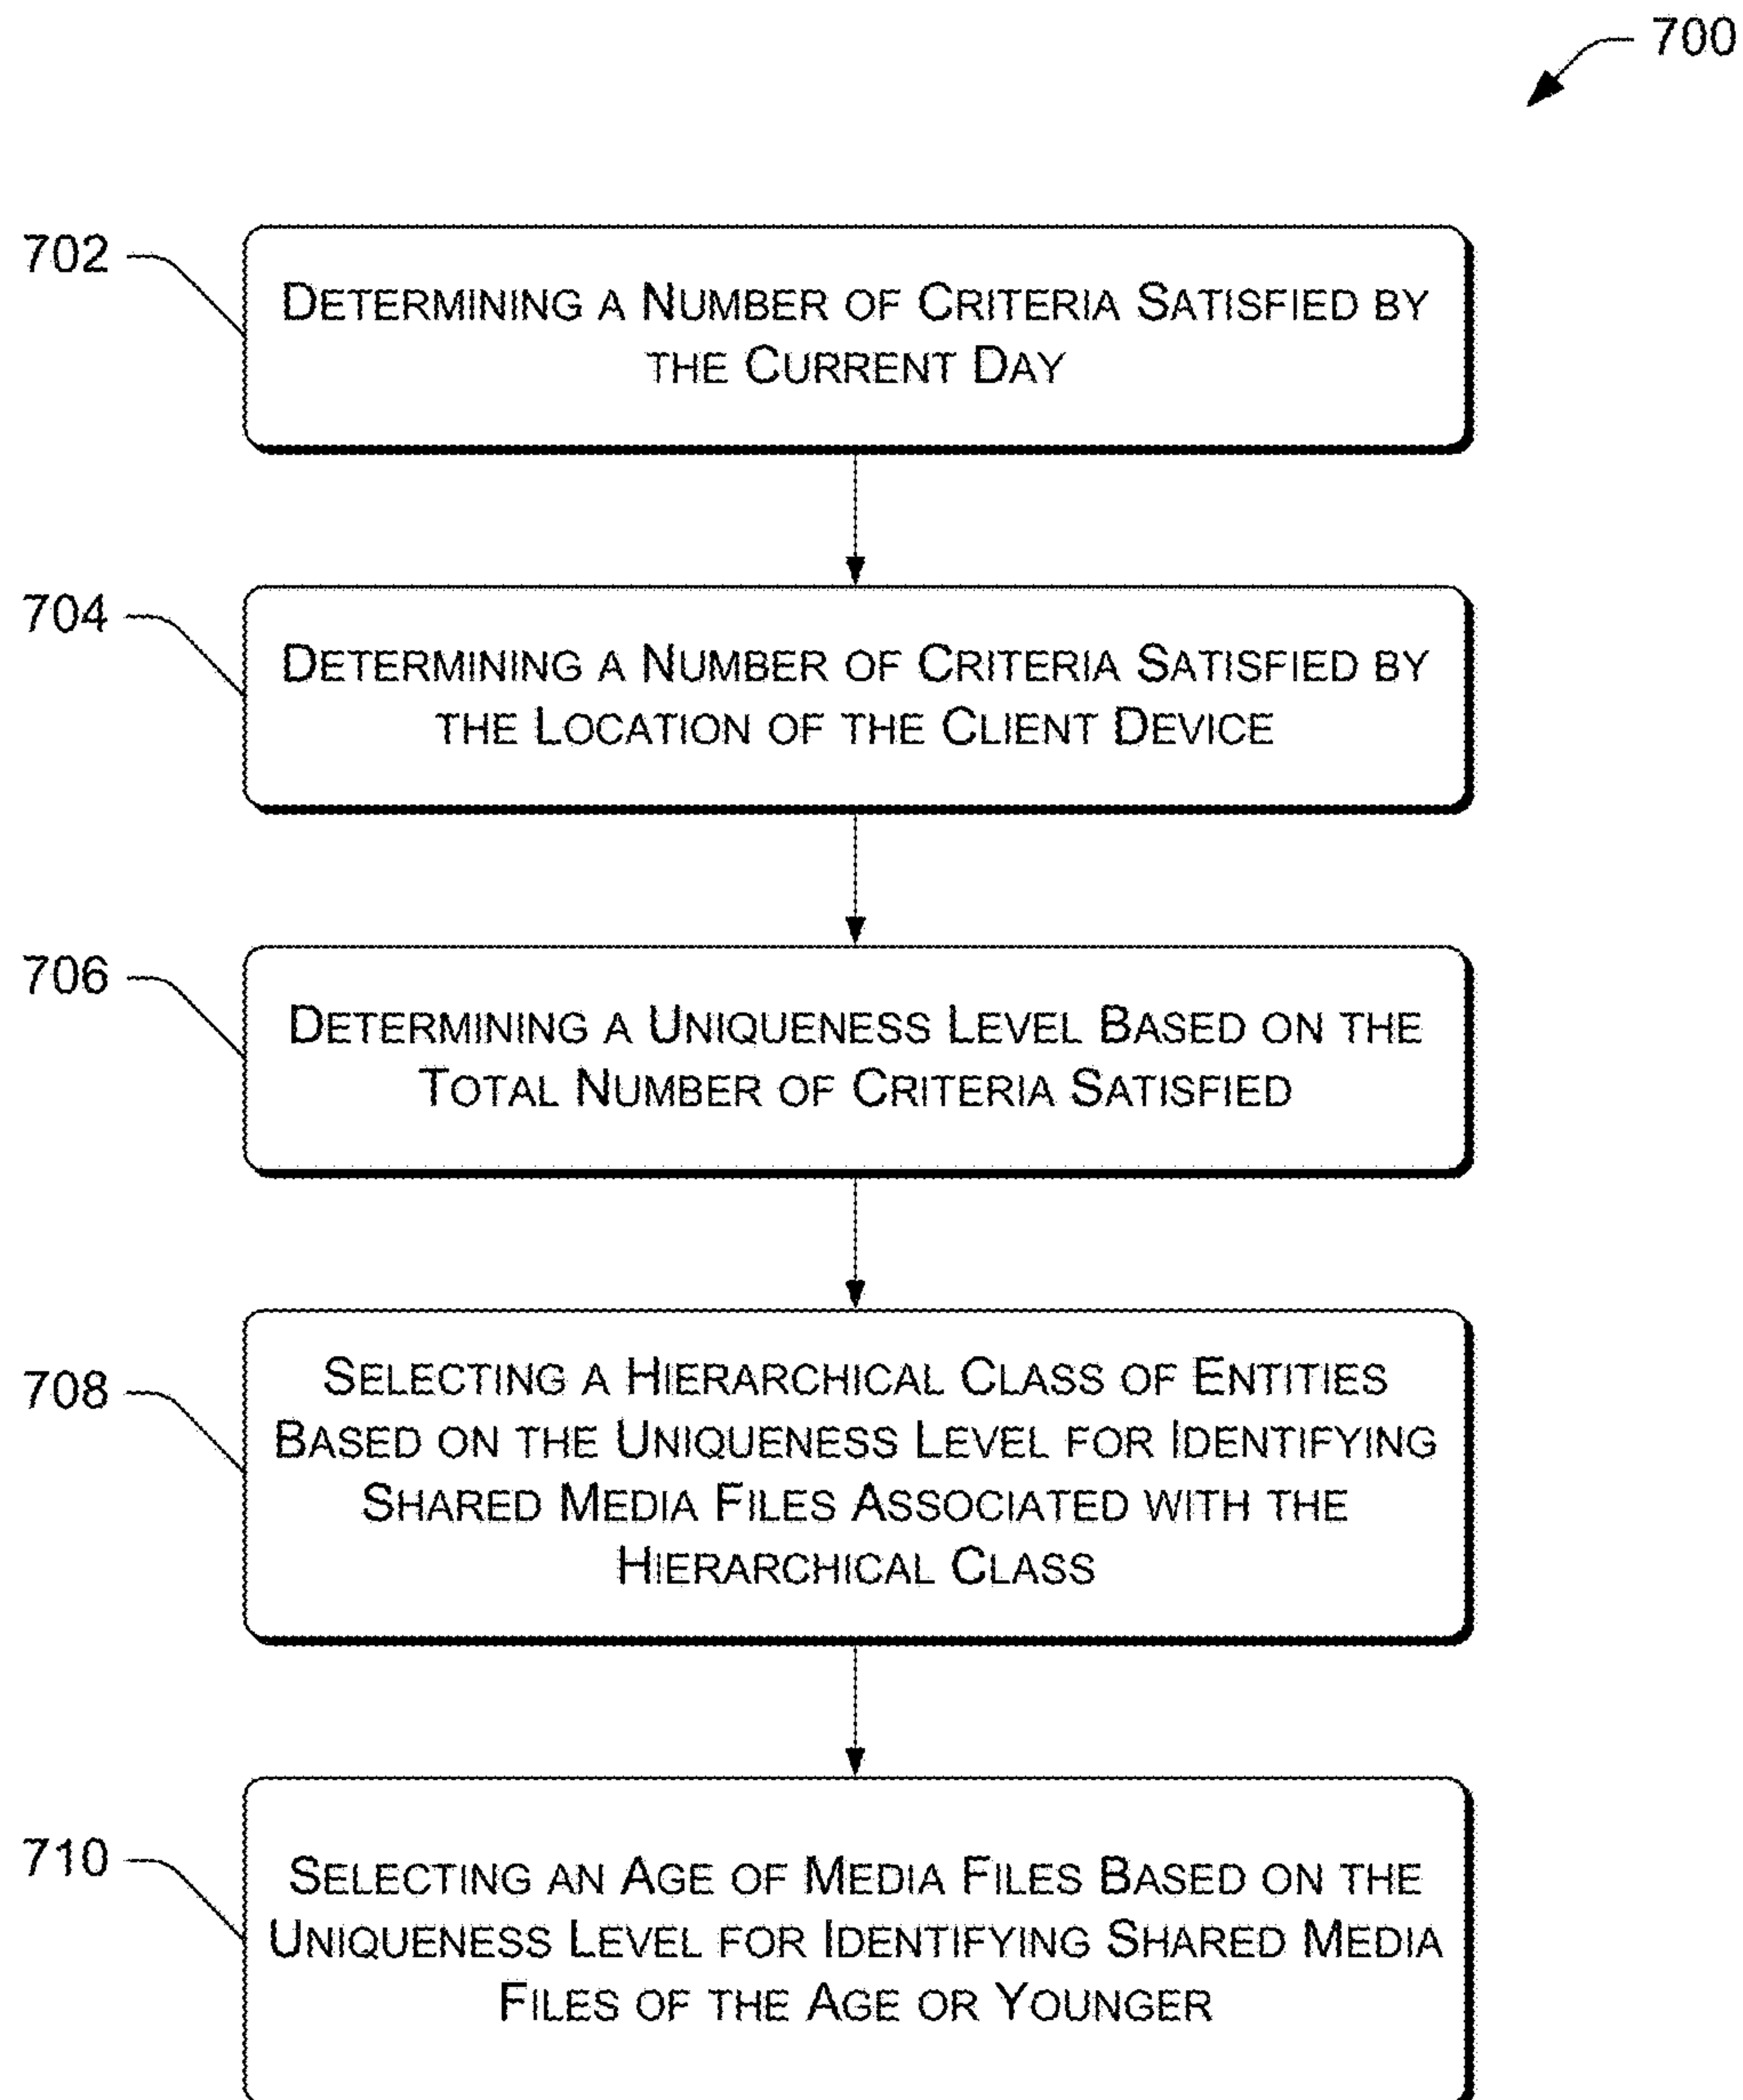 700
702
DETERMINING A NUMBER OF CRITERIA SATISFIED BY
THE CURRENT DAY
704
DETERMINING A NUMBER OF CRITERIA SATISFIED BY
THE LOCATION OF THE CLIENT DEVICE
706
DETERMINING A UNIQUENESS LEVEL BASED ON THE
TOTAL NUMBER OF CRITERIA SATISFIED
708
SELECTING A HIERARCHICAL CLASS OF ENTITIES
BASED ON THE UNIQUENESS LEVEL FOR IDENTIFYING
SHARED MEDIA FILES ASSOCIATED WITH THE
HIERARCHICAL CLASS
710
SELECTING AN AGE OF MEDIA FILES BASED ON THE
UNIQUENESS LEVEL FOR IDENTIFYING SHARED MEDIA
FILES OF THE AGE OR YOUNGER